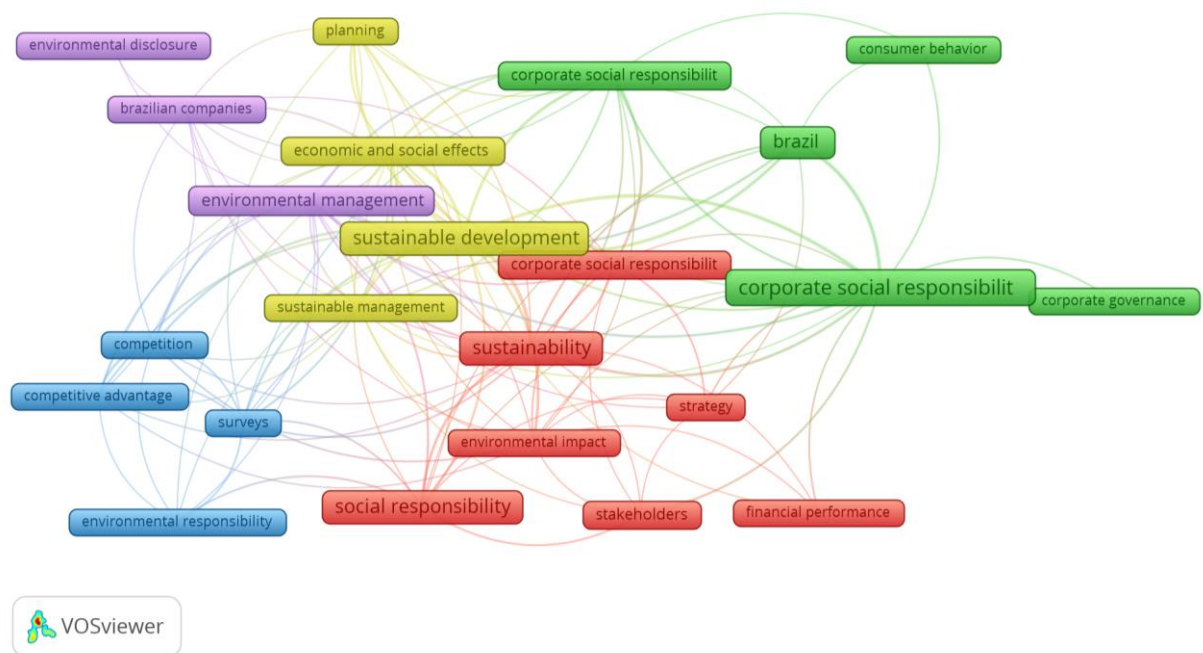 planning
environmental disclosure
consumer behavior
corporate social responsibilit
brazilian companies
brazil
economic and social effects
environmental management
sustainable development
corporate social responsibilit
corporate social responsibilit
corporate governance
sustainable management
competition
sustainability
competitive advantage
strategy
surveys
environmental impact
social responsibility
stakeholders
financial performance
environmental responsibility
VOSviewer